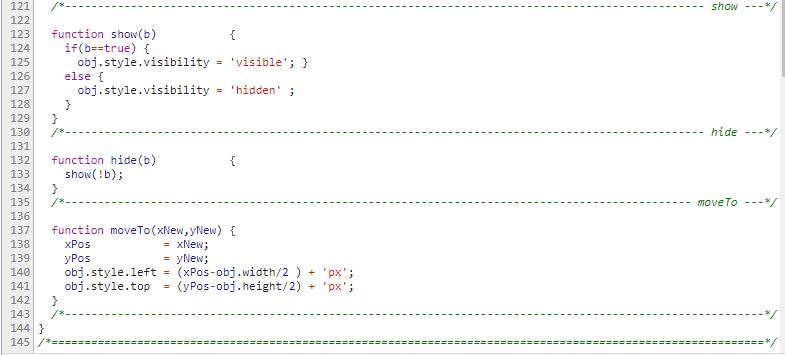 121 /*------------------------------------------------------------------------------------------------- show ---*/
122
123 function show(b) {
124 if(b==true) {
125 obj.style.visibility = 'visible'; }
126 else {
127 obj.style.visibility = 'hidden' ;
128 }
129 }
130 /*------------------------------------------------------------------------------------------------- hide ---*/
131
132 function hide(b) {
133 show(!b);
134 }
135 /*----------------------------------------------------------------------------------------------- moveTo ---*/
136
137 function moveTo(xNew,yNew) {
138 xPos = xNew;
139 yPos = yNew;
140 obj.style.left = (xPos-obj.width/2 ) + 'px';
141 obj.style.top = (yPos-obj.height/2) + 'px';
142 }
143 /*----------------------------------------------------------------------------------------------------------*/
144 }
145 /*============================================================================================================*/